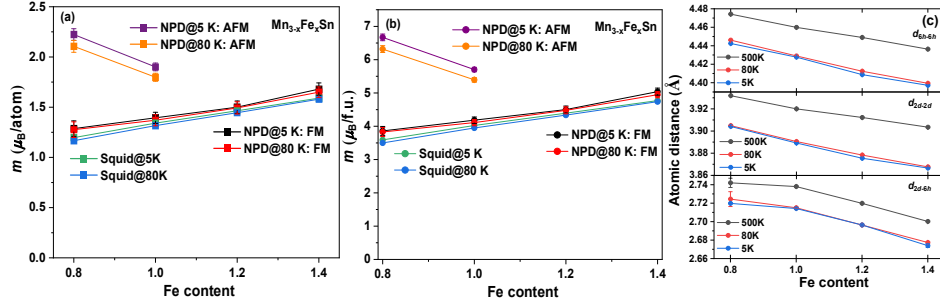 (a)
NPD@5 K: AFM
NPD@80 K: AFM
Mn3-xFexSn
NPD@5 K: FM
NPD@80 K: FM
Squid@5K
Squid@80K
m (μB/atom)
2.5
2.0
1.5
1.0
0.5
0.0
0.8
1.0
1.2
1.4
Fe content
(b)
NPD@5 K: AFM
NPD@80 K: AFM
Mn3-xFexSn
NPD@5 K: FM
NPD@80 K: FM
Squid@5 K
Squid@80 K
m (μB/f.u.)
7
6
5
4
3
2
1
0
0.8
1.0
1.2
1.4
Fe content
(c)
d6h-6h
500K
80K
5K
4.48
4.46
4.44
4.42
4.40
d2d-2d
500K
80K
5K
3.92
3.90
3.88
3.86
d2d-6h
500K
80K
5K
2.74
2.72
2.70
2.68
2.66
Atomic distance (Å)
0.8
1.0
1.2
1.4
Fe content